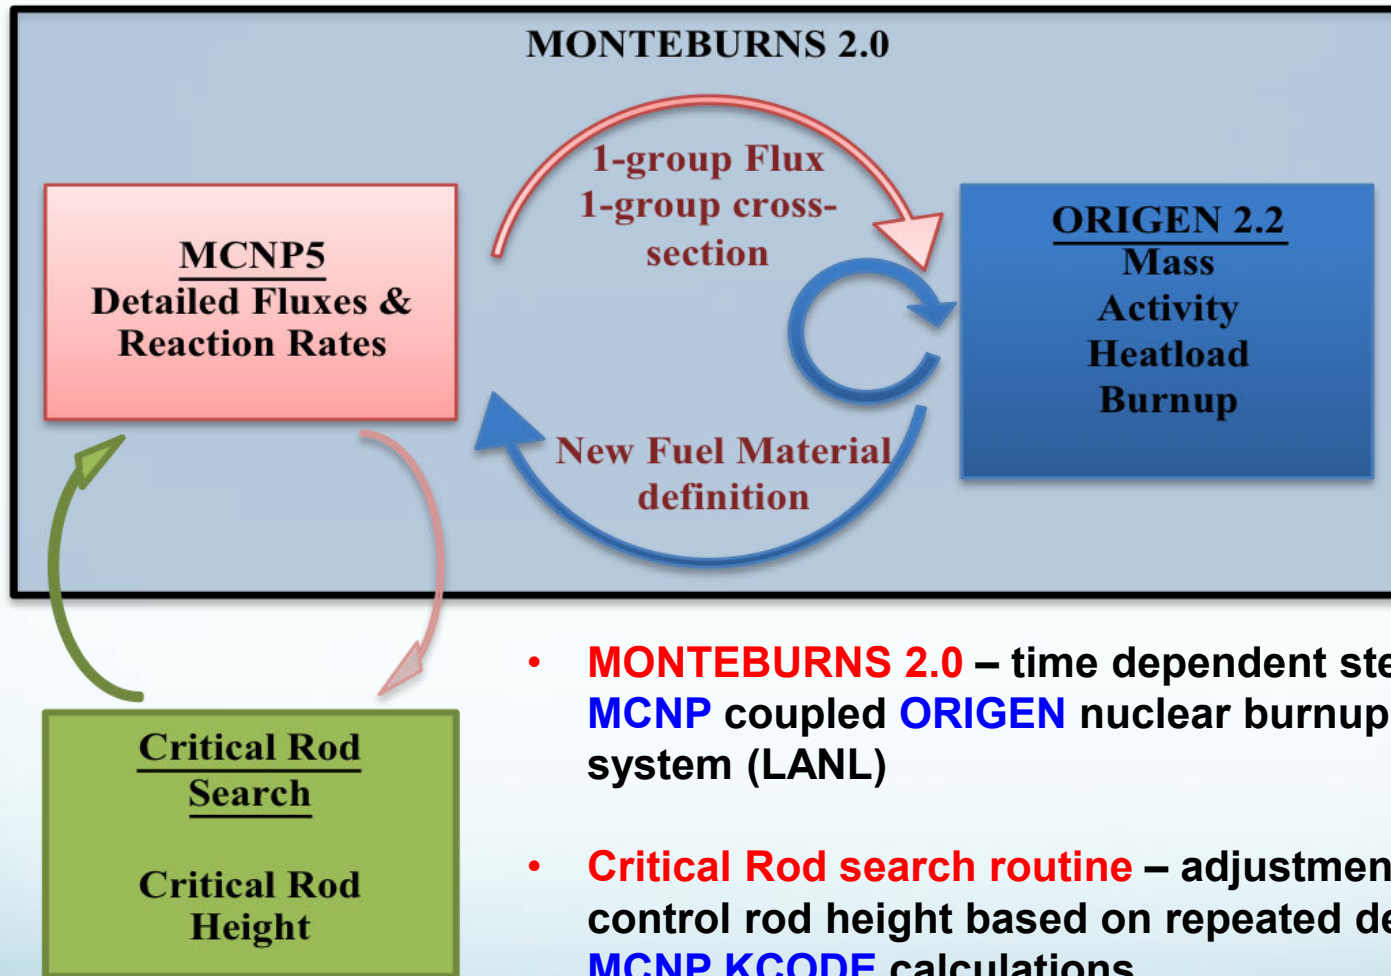 MONTEBURNS 2.0
1-group Flux
1-group cross-
section
MCNP5
Detailed Fluxes &
Reaction Rates
ORIGEN 2.2
Mass
Activity
Heatload
Burnup
New Fuel Material
definition
Critical Rod
Search
Critical Rod
Height
• MONTEBURNS 2.0 – time dependent
MCNP coupled ORIGEN nuclear burnup
system (LANL)
• Critical Rod search routine –
control rod height based on repeated
MCNP KCODE calculations